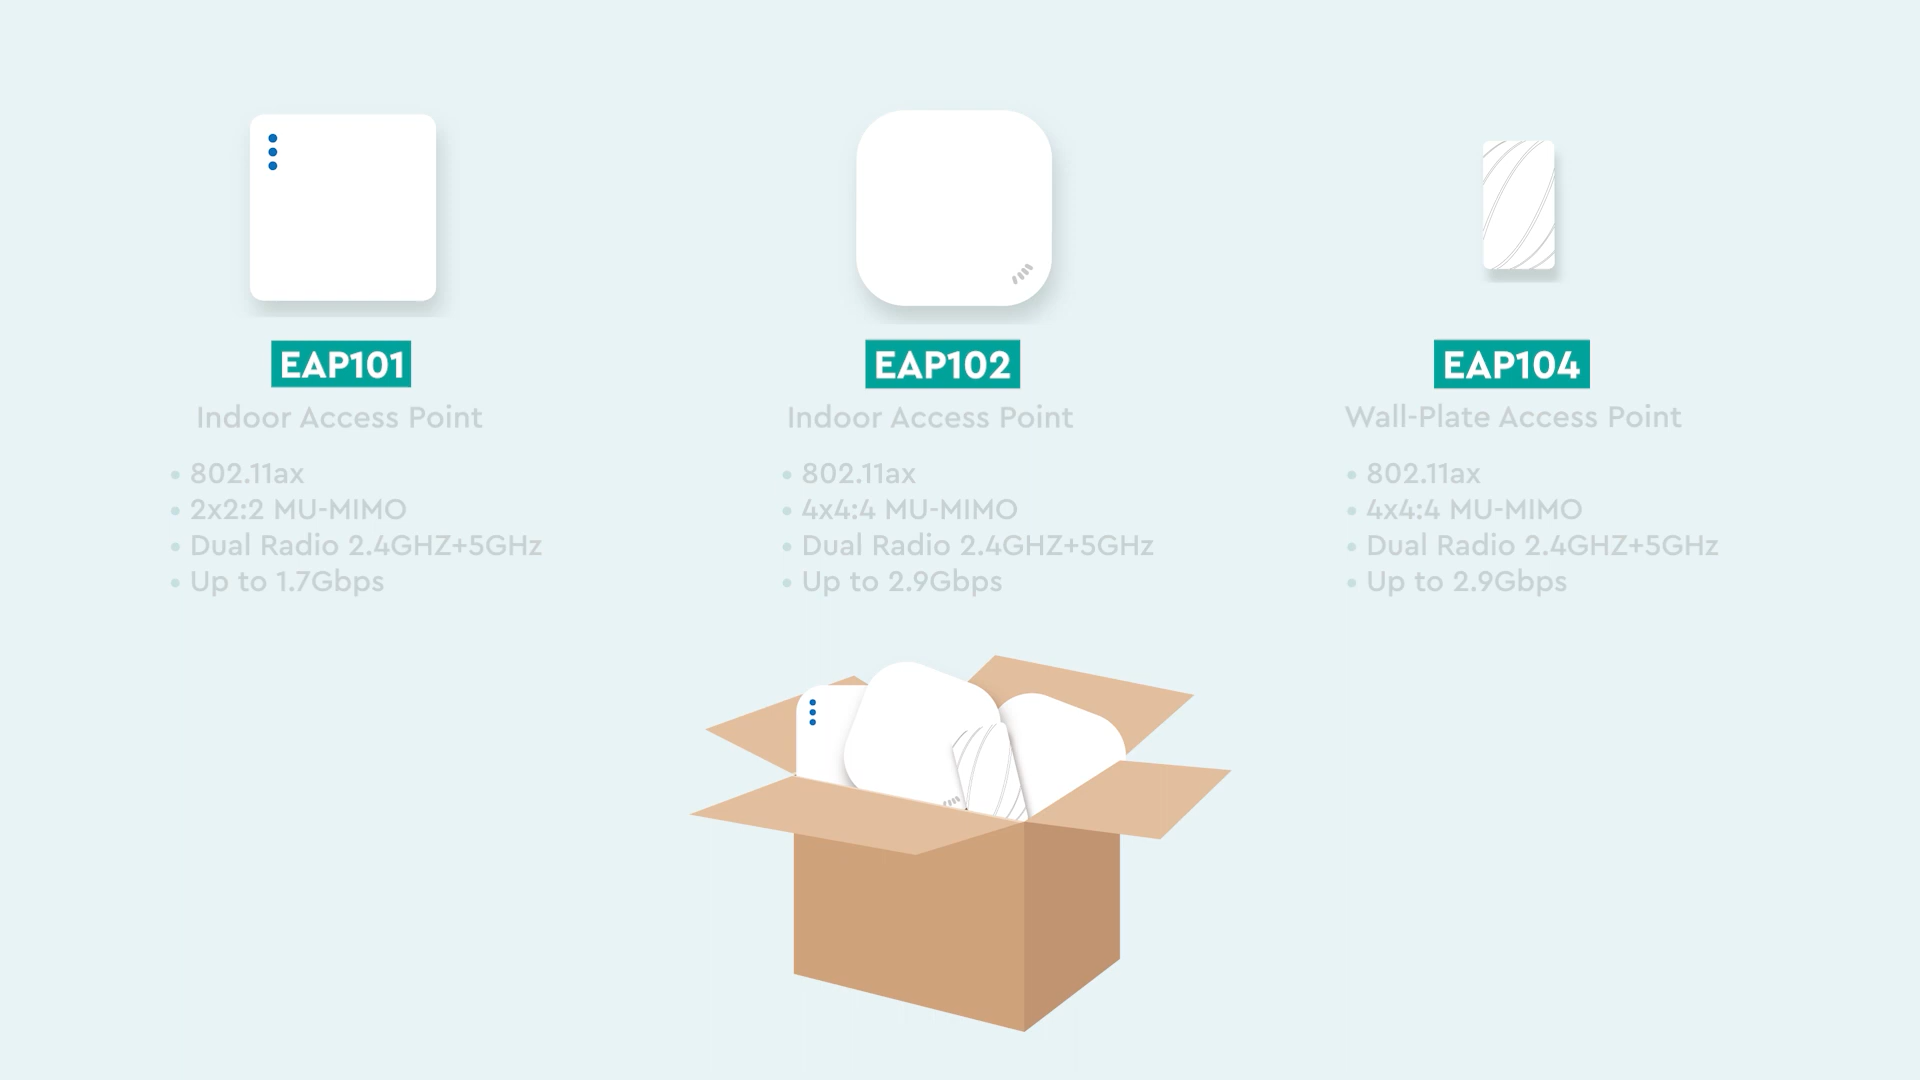 EAP101
Indoor Access Point
• 802.11ax
• 2x2:2 MU-MIMO
• Dual Radio 2.4GHZ+5GHz
• Up to 1.7Gbps
EAP102
Indoor Access Point
• 802.11ax
• 4x4:4 MU-MIMO
• Dual Radio 2.4GHZ+5GHz
• Up to 2.9Gbps
EAP104
Wall-Plate Access Point
• 802.11ax
• 4x4:4 MU-MIMO
• Dual Radio 2.4GHZ+5GHz
• Up to 2.9Gbps